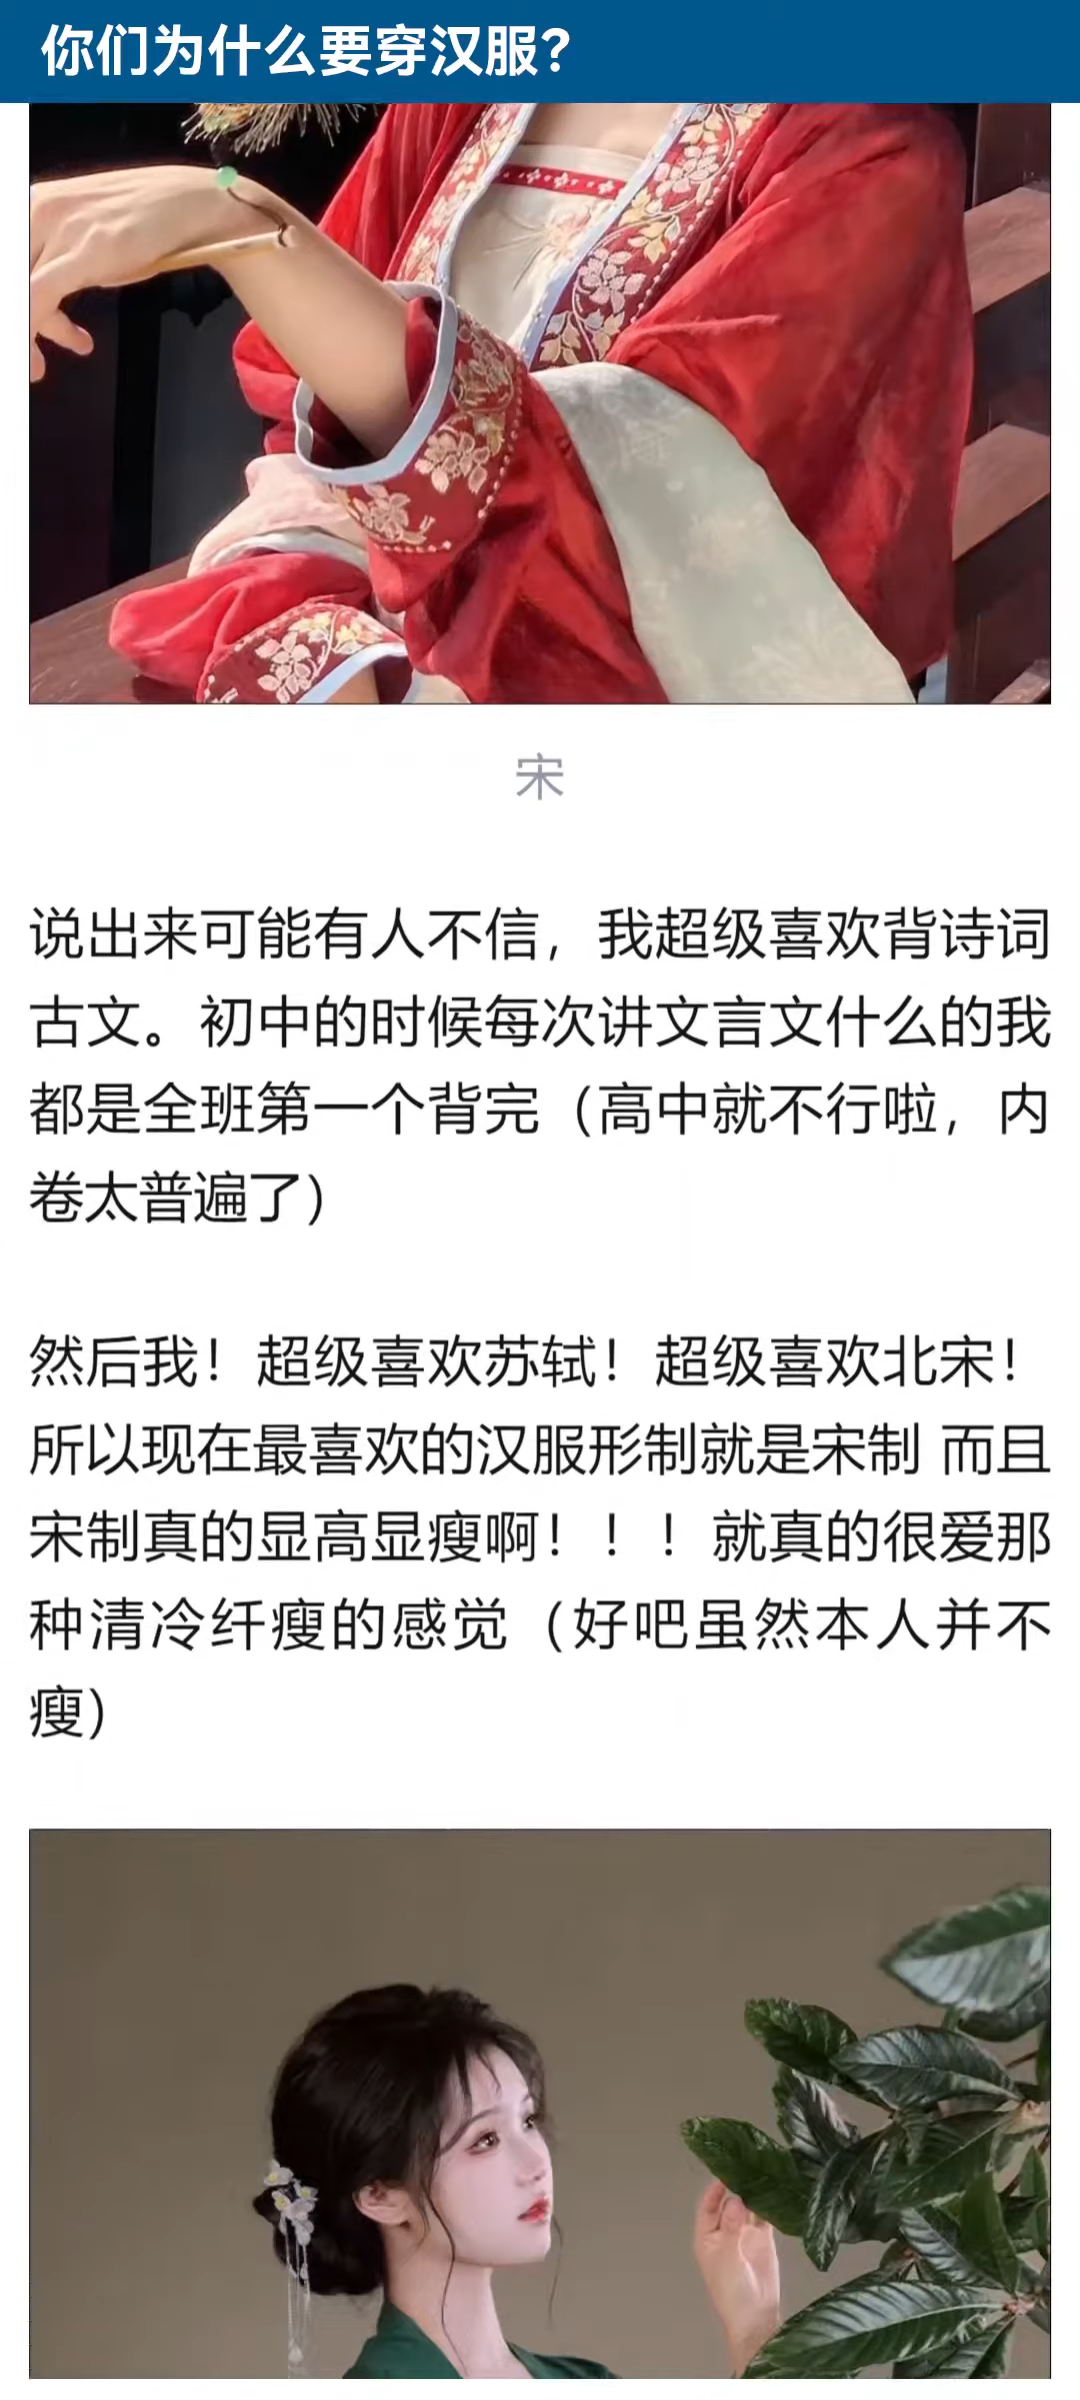 你们为什么要穿汉服？
宋
说出来可能有人不信，我超级喜欢背诗词
古文。初中的时候每次讲文言文什么的我
都是全班第一个背完（高中就不行啦，内
卷太普遍了）
然后我！超级喜欢苏轼！超级喜欢北宋！
所以现在最喜欢的汉服形制就是宋制 而且
宋制真的显高显瘦啊！！！就真的很爱那
种清冷纤瘦的感觉（好吧虽然本人并不
瘦）